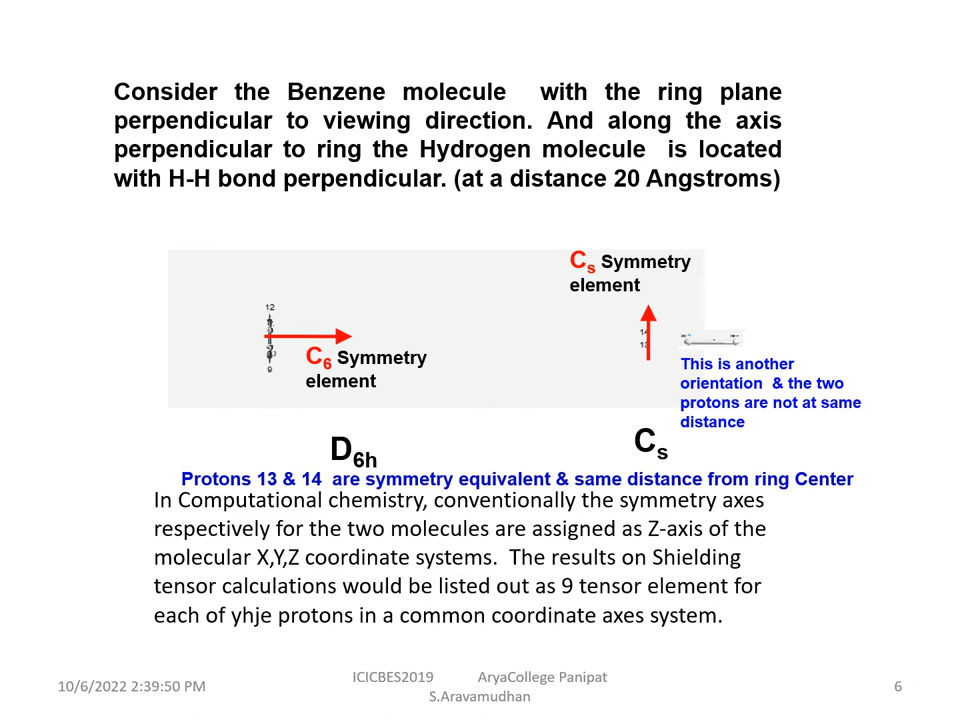 Consider the Benzene molecule with the ring plane
perpendicular to viewing direction. And along the axis
perpendicular to ring the Hydrogen molecule is located
with H-H bond perpendicular. (at a distance 20 Angstroms)
Cs Symmetry
element
12
9
14
13
C6 Symmetry
element
This is another
orientation & the two
protons are not at same
distance
D6h
Cs
Protons 13 & 14 are symmetry equivalent & same distance from ring Center
In Computational chemistry, conventionally the symmetry axes
respectively for the two molecules are assigned as Z-axis of the
molecular X,Y,Z coordinate systems. The results on Shielding
tensor calculations would be listed out as 9 tensor element for
each of yhje protons in a common coordinate axes system.
10/6/2022 2:39:50 PM
ICICBES2019 AryaCollege Panipat
S.Aravamudhan
6